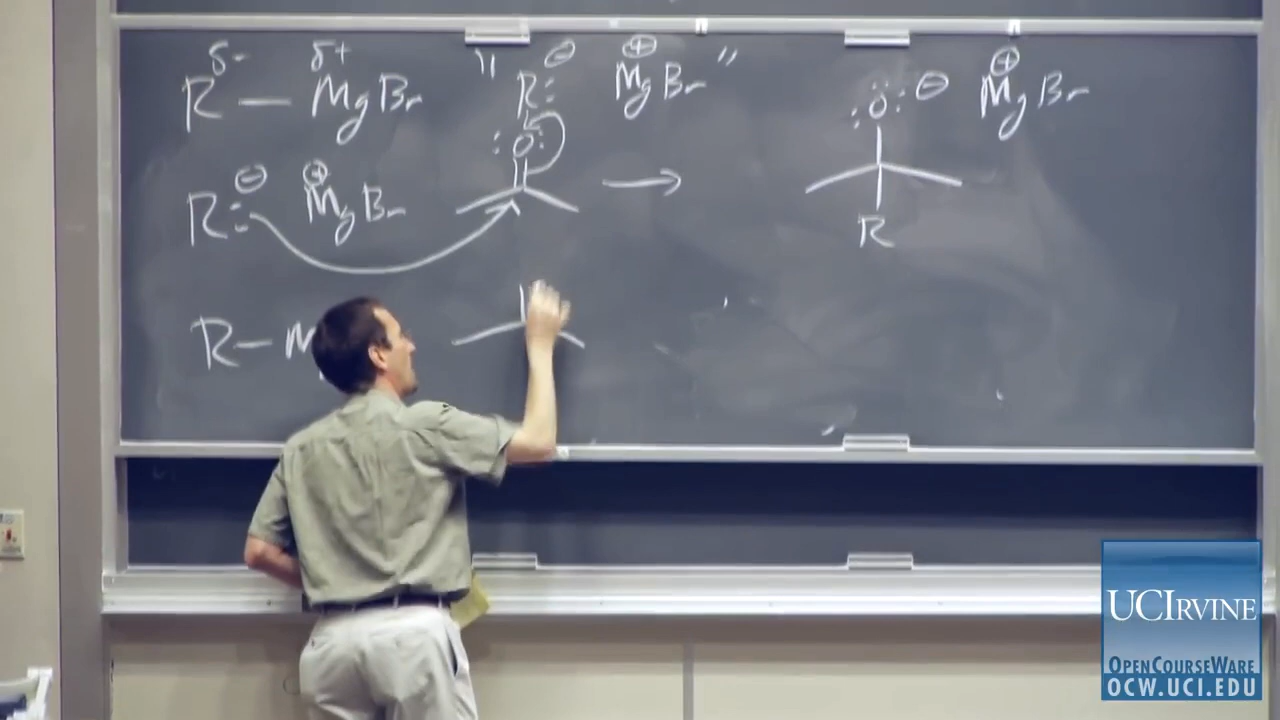 δ- δ+
R — MgBr " R:⊖ ⊕MgBr "
:O: → :O:⊖ ⊕MgBr
R:⊖ ⊕MgBr
R
R — M
UCIRVINE
OPENCOURSEWARE
OCW.UCI.EDU